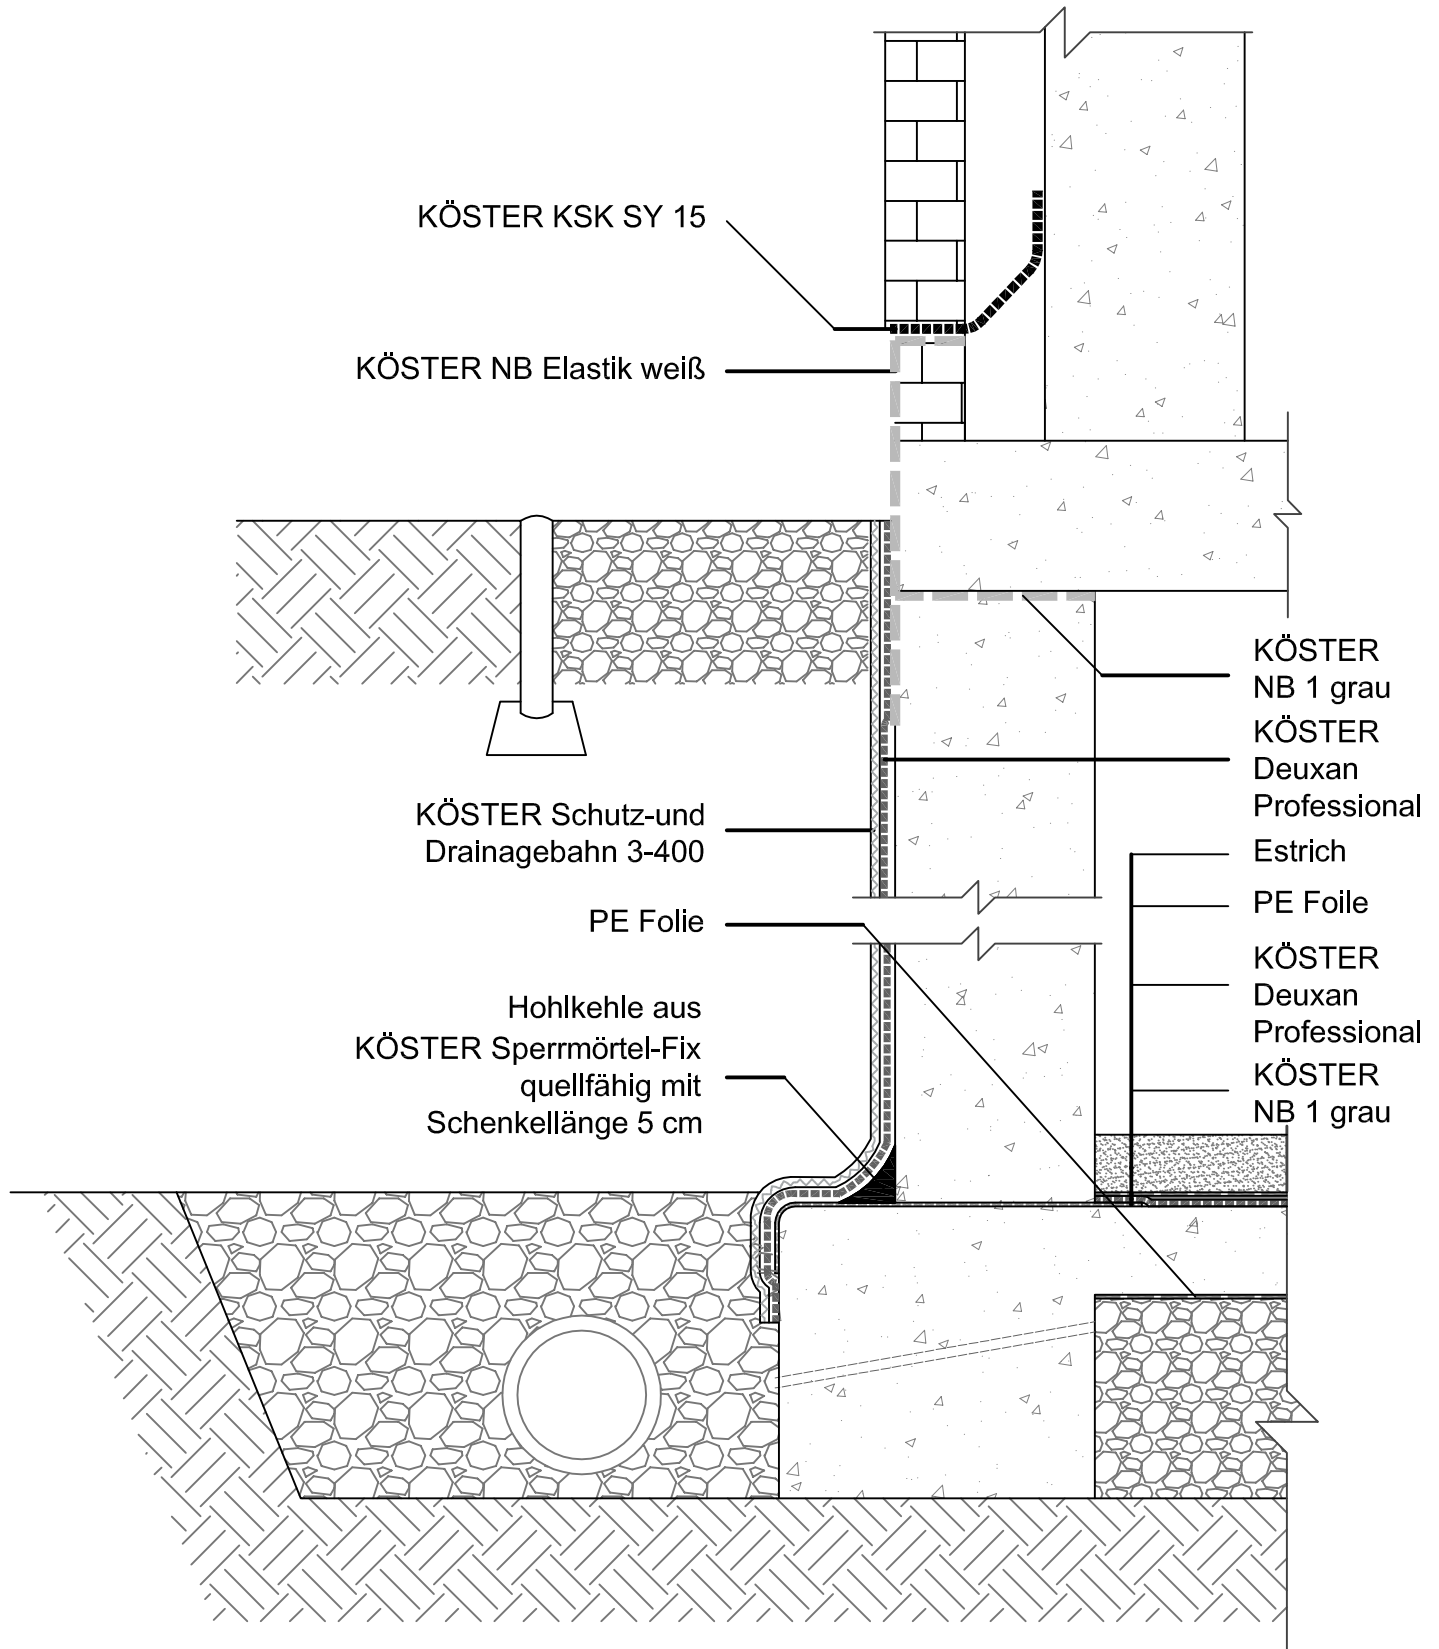 KÖSTER KSK SY 15
KÖSTER NB Elastik weiß
KÖSTER
NB 1 grau
KÖSTER
Deuxan
Professional
KÖSTER Schutz-und
Drainagebahn 3-400
Estrich
PE Foile
PE Folie
KÖSTER
Deuxan
Professional
Hohlkehle aus
KÖSTER Sperrmörtel-Fix
quellfähig mit
Schenkellänge 5 cm
KÖSTER
NB 1 grau